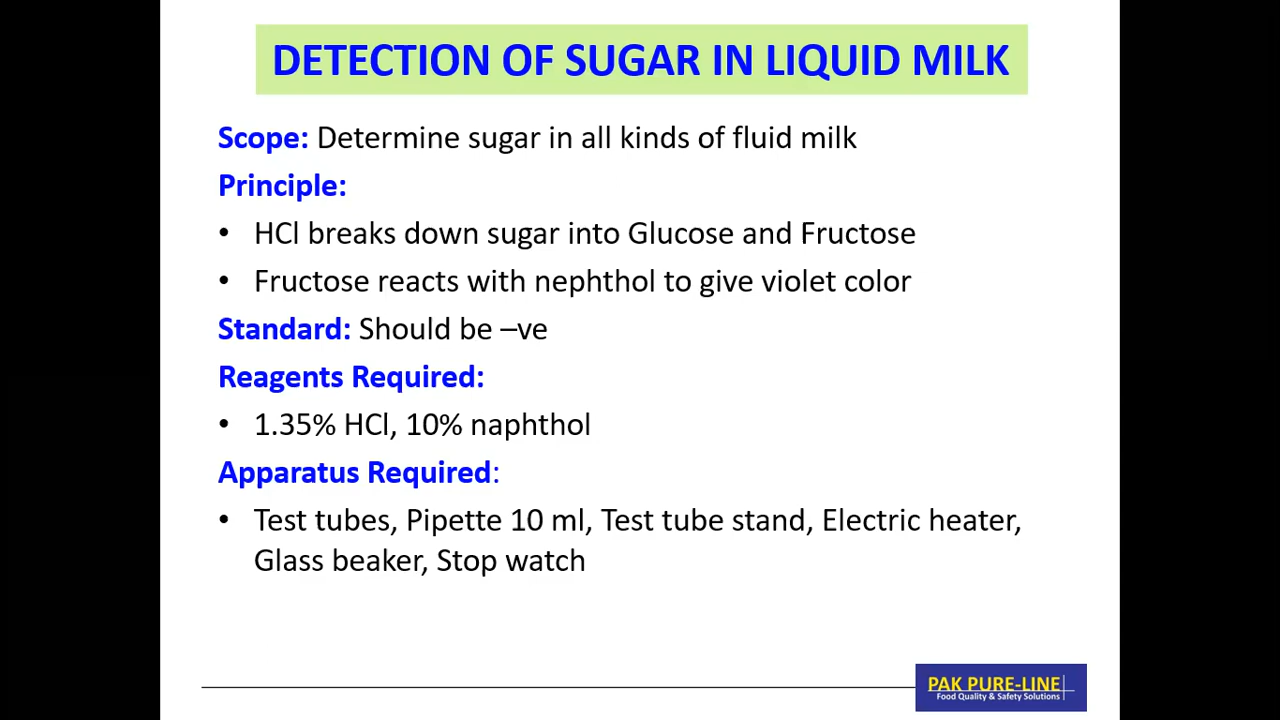 DETECTION OF SUGAR IN LIQUID MILK
Scope: Determine sugar in all kinds of fluid milk
Principle:
• HCl breaks down sugar into Glucose and Fructose
• Fructose reacts with nephthol to give violet color
Standard: Should be –ve
Reagents Required:
• 1.35% HCl, 10% naphthol
Apparatus Required:
• Test tubes, Pipette 10 ml, Test tube stand, Electric heater,
Glass beaker, Stop watch
PAK PURE-LINE
Food Quality & Safety Solutions